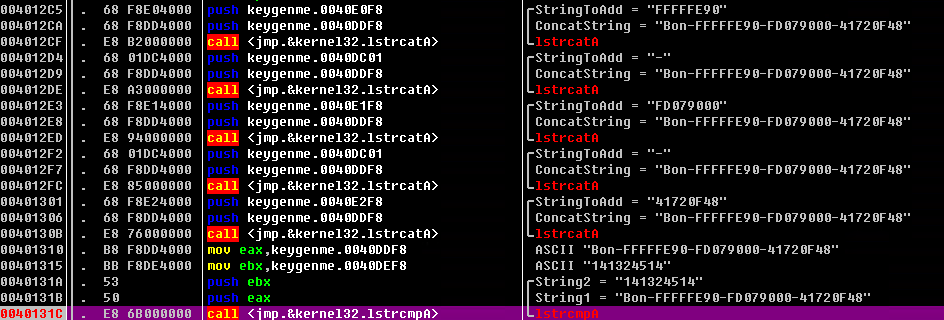 004012C5 . 68 F8E04000 push keygenme.0040E0F8 StringToAdd = "FFFFFE90"
004012CA . 68 F8DD4000 push keygenme.0040DDF8 ConcatString = "Bon-FFFFFE90-FD079000-41720F48"
004012CF . E8 B2000000 call <jmp.&kernel32.lstrcatA> lstrcatA
004012D4 . 68 01DC4000 push keygenme.0040DC01 StringToAdd = "-"
004012D9 . 68 F8DD4000 push keygenme.0040DDF8 ConcatString = "Bon-FFFFFE90-FD079000-41720F48"
004012DE . E8 A3000000 call <jmp.&kernel32.lstrcatA> lstrcatA
004012E3 . 68 F8E14000 push keygenme.0040E1F8 StringToAdd = "FD079000"
004012E8 . 68 F8DD4000 push keygenme.0040DDF8 ConcatString = "Bon-FFFFFE90-FD079000-41720F48"
004012ED . E8 94000000 call <jmp.&kernel32.lstrcatA> lstrcatA
004012F2 . 68 01DC4000 push keygenme.0040DC01 StringToAdd = "-"
004012F7 . 68 F8DD4000 push keygenme.0040DDF8 ConcatString = "Bon-FFFFFE90-FD079000-41720F48"
004012FC . E8 85000000 call <jmp.&kernel32.lstrcatA> lstrcatA
00401301 . 68 F8E24000 push keygenme.0040E2F8 StringToAdd = "41720F48"
00401306 . 68 F8DD4000 push keygenme.0040DDF8 ConcatString = "Bon-FFFFFE90-FD079000-41720F48"
0040130B . E8 76000000 call <jmp.&kernel32.lstrcatA> lstrcatA
00401310 . B8 F8DD4000 mov eax,keygenme.0040DDF8 ASCII "Bon-FFFFFE90-FD079000-41720F48"
00401315 . BB F8DE4000 mov ebx,keygenme.0040DEF8 ASCII "141324514"
0040131A . 53 push ebx String2 = "141324514"
0040131B . 50 push eax String1 = "Bon-FFFFFE90-FD079000-41720F48"
0040131C . E8 6B000000 call <jmp.&kernel32.lstrcmpA> lstrcmpA